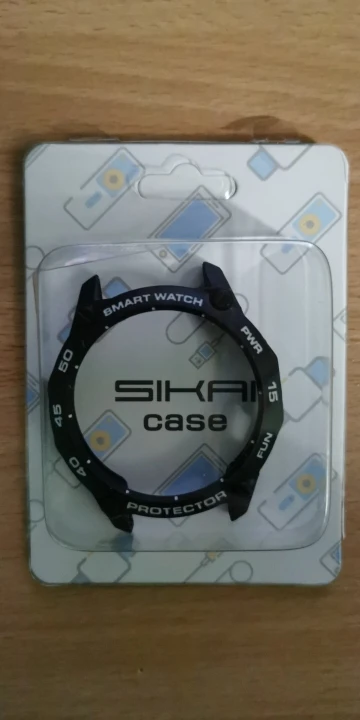 SMART WATCH
PWR
50
15
SIKAI
case
45
FUN
40
PROTECTOR